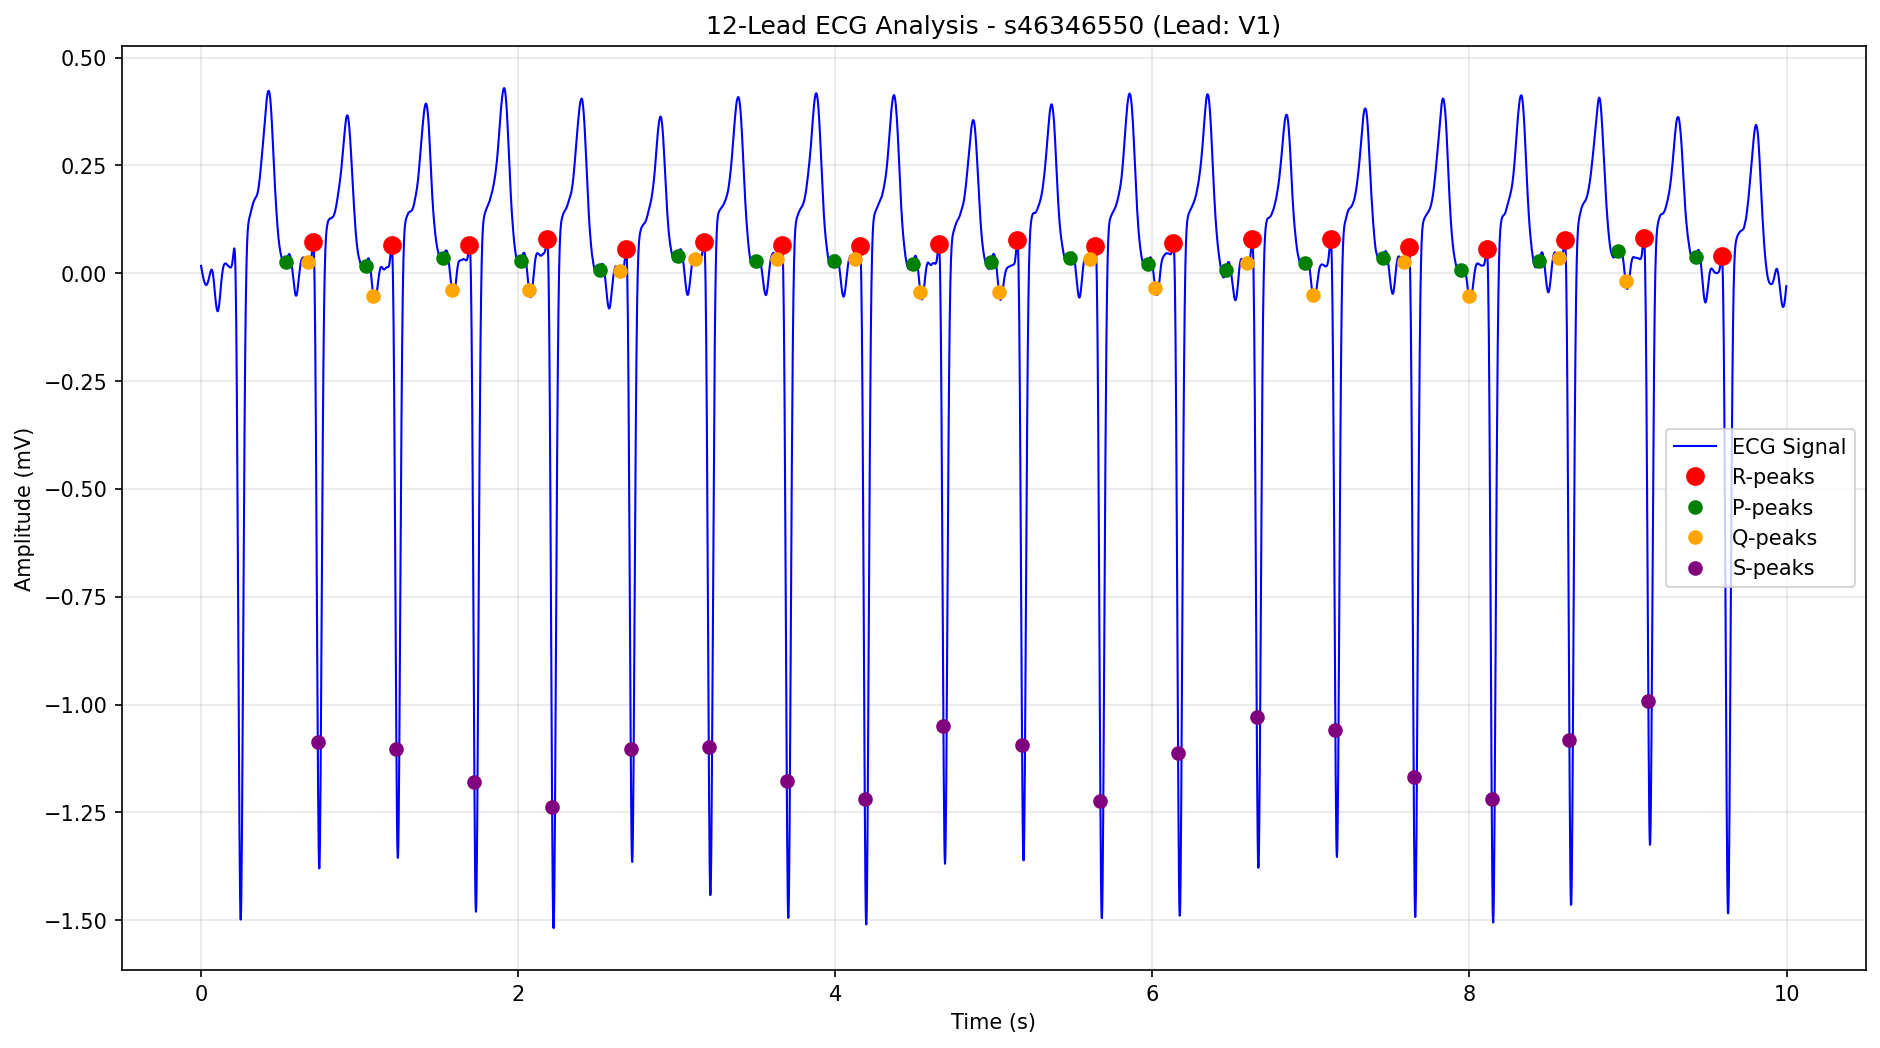 12-Lead ECG Analysis - s46346550 (Lead: V1)
0.50
0.25
0.00
−0.25
−0.50
−0.75
−1.00
−1.25
−1.50
Amplitude (mV)
ECG Signal
R-peaks
P-peaks
Q-peaks
S-peaks
0 2 4 6 8 10
Time (s)